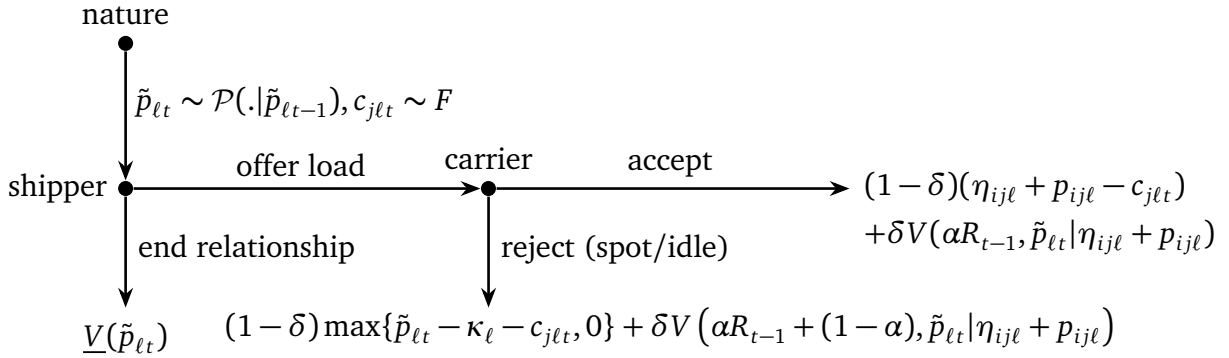 nature
p̃_{ℓt} ∼ 𝒫(.|p̃_{ℓt−1}), c_{jℓt} ∼ F
shipper
offer load
carrier
accept
(1−δ)(η_{ijℓ} + p_{ijℓ} − c_{jℓt})
+δV(αR_{t−1}, p̃_{ℓt}|η_{ijℓ} + p_{ijℓ})
end relationship
reject (spot/idle)
V̲(p̃_{ℓt})
(1−δ) max{p̃_{ℓt} − κ_ℓ − c_{jℓt}, 0} + δV (αR_{t−1} + (1−α), p̃_{ℓt}|η_{ijℓ} + p_{ijℓ})